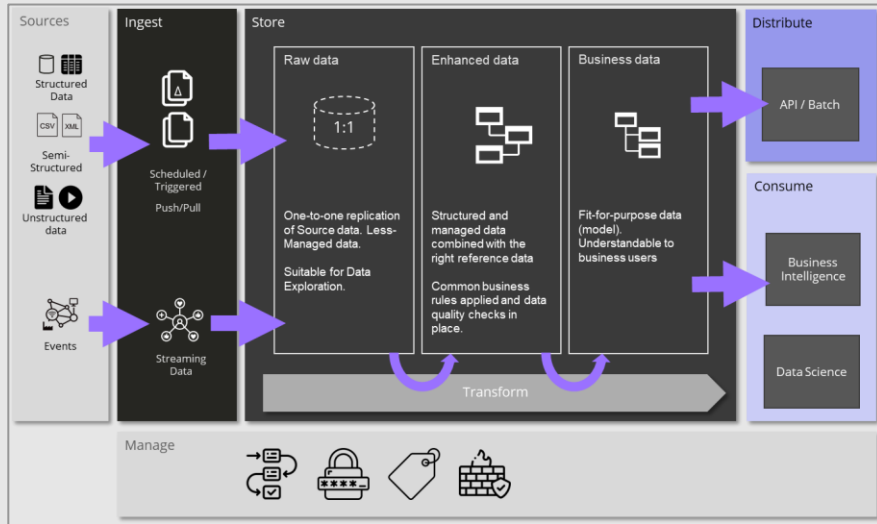 Sources
Structured
Data
CSV
XML
Semi-
Structured
Unstructured
data
Events
Ingest
Scheduled /
Triggered
Push/Pull
Streaming
Data
Store
Raw data
1:1
One-to-one replication
of Source data. Less-
Managed data.
Suitable for Data
Exploration.
Enhanced data
Structured and
managed data
combined with the
right reference data
Common business
rules applied and data
quality checks in
place.
Business data
Fit-for-purpose data
(model).
Understandable to
business users
Transform
Distribute
API / Batch
Consume
Business
Intelligence
Data Science
Manage
****_